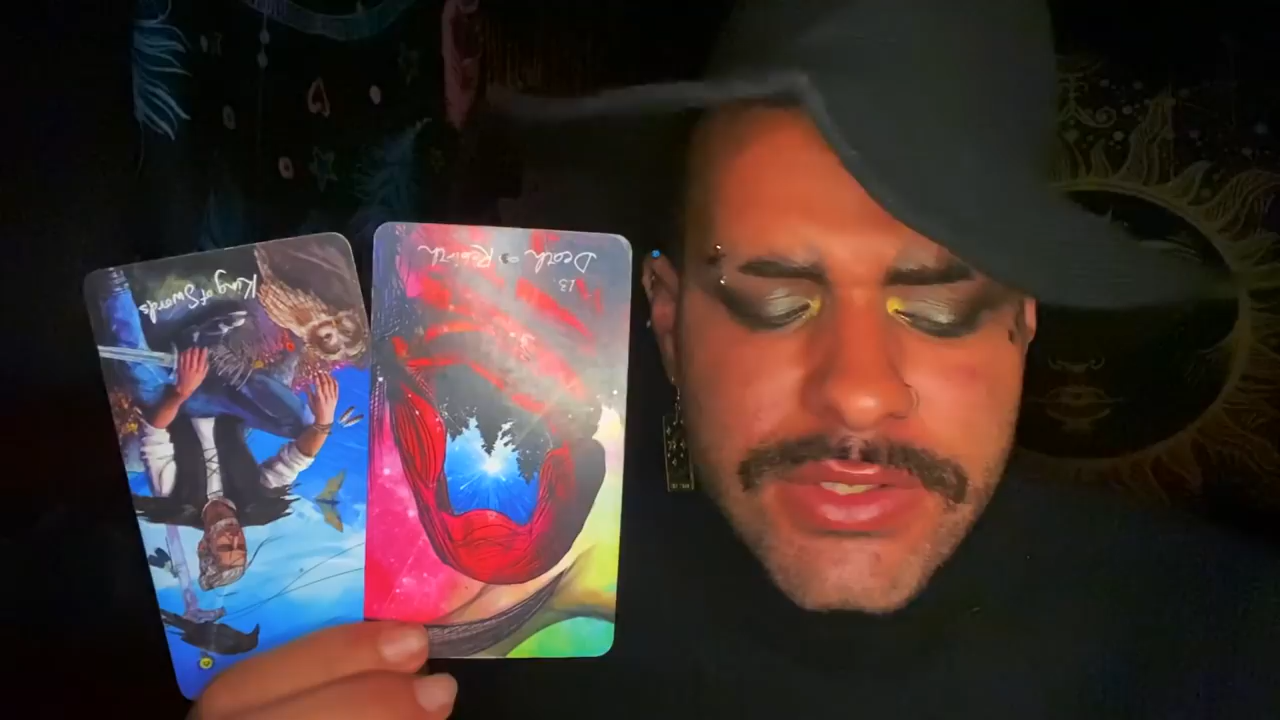 King of Swords
13.
Death ∞ Rebirth